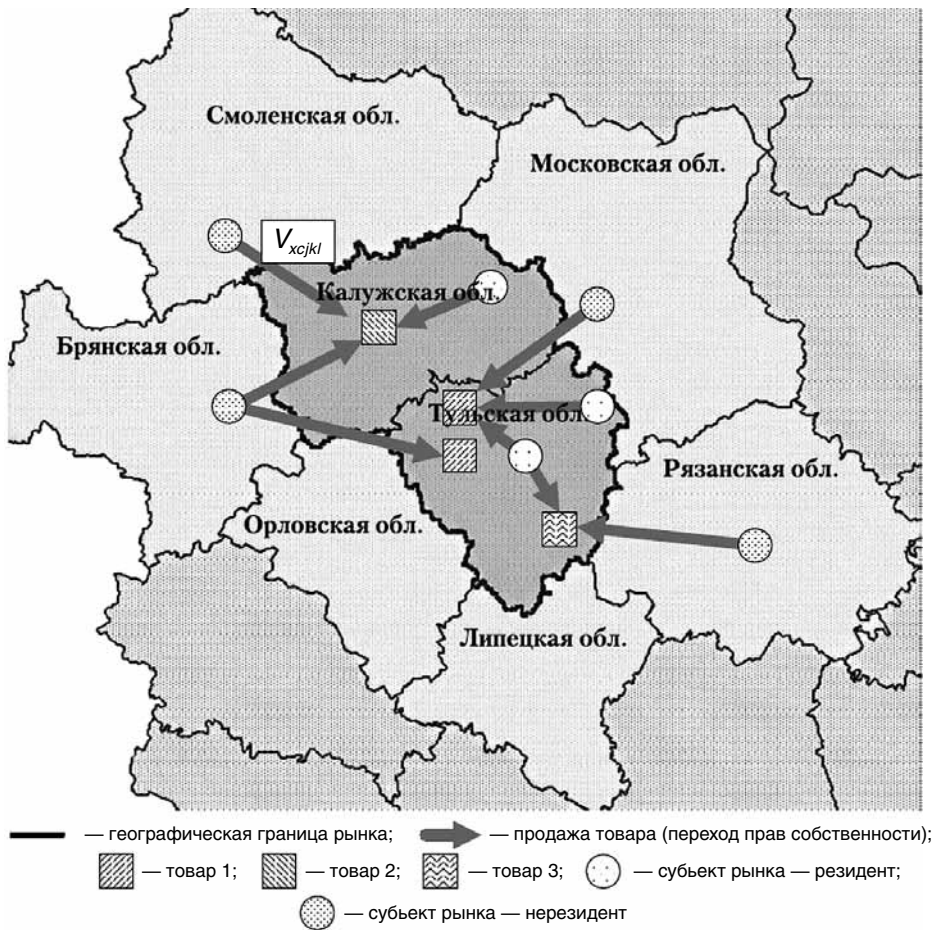 Смоленская обл.
Московская обл.
V_xcjkl
Калужская обл.
Брянская обл.
Тульская обл.
Рязанская обл.
Орловская обл.
Липецкая обл.
— географическая граница рынка; — продажа товара (переход прав собственности);
— товар 1; — товар 2; — товар 3; — субъект рынка — резидент;
— субъект рынка — нерезидент